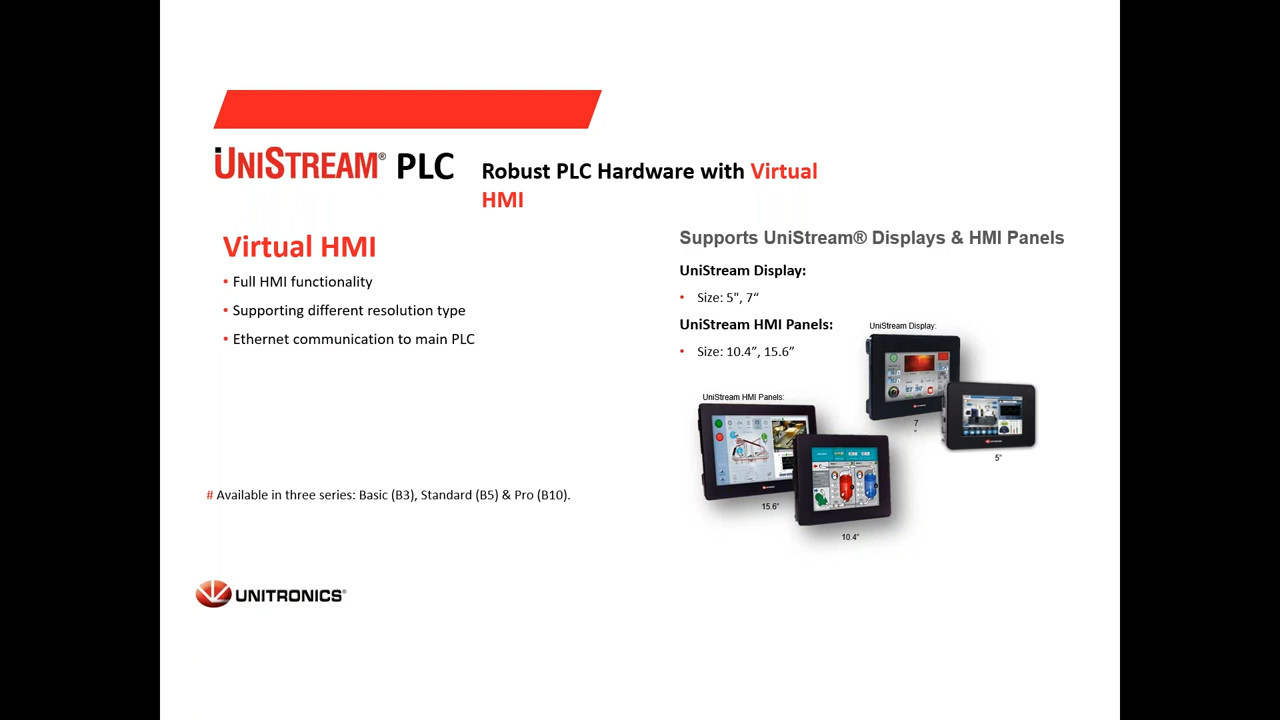 UNISTREAM® PLC
Robust PLC Hardware with Virtual
HMI
Virtual HMI
• Full HMI functionality
• Supporting different resolution type
• Ethernet communication to main PLC
# Available in three series: Basic (B3), Standard (B5) & Pro (B10).
Supports UniStream® Displays & HMI Panels
UniStream Display:
• Size: 5", 7“
UniStream HMI Panels:
• Size: 10.4”, 15.6”
UniStream Display:
7
"
5"
UniStream HMI Panels:
15.6"
10.4"
UNITRONICS®